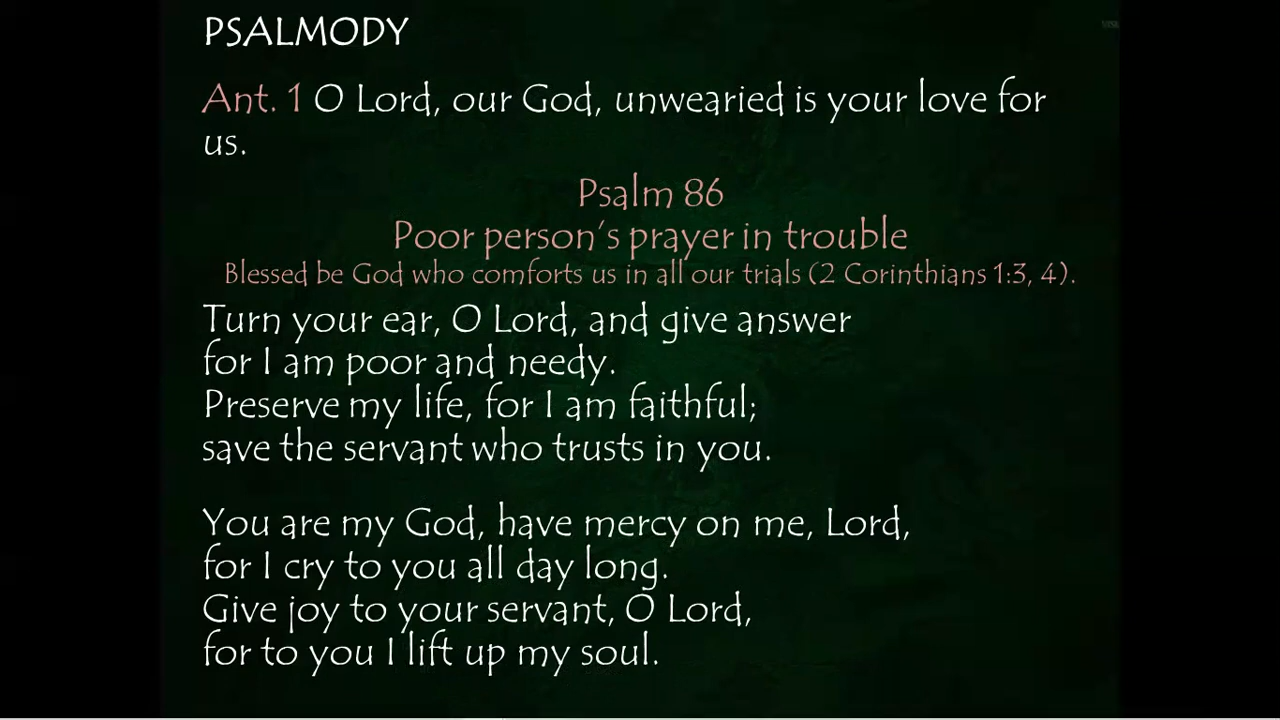 PSALMODY
Ant. 1 O Lord, our God, unwearied is your love for
us.
Psalm 86
Poor person's prayer in trouble
Blessed be God who comforts us in all our trials (2 Corinthians 1:3, 4).
Turn your ear, O Lord, and give answer
for I am poor and needy.
Preserve my life, for I am faithful;
save the servant who trusts in you.
You are my God, have mercy on me, Lord,
for I cry to you all day long.
Give joy to your servant, O Lord,
for to you I lift up my soul.